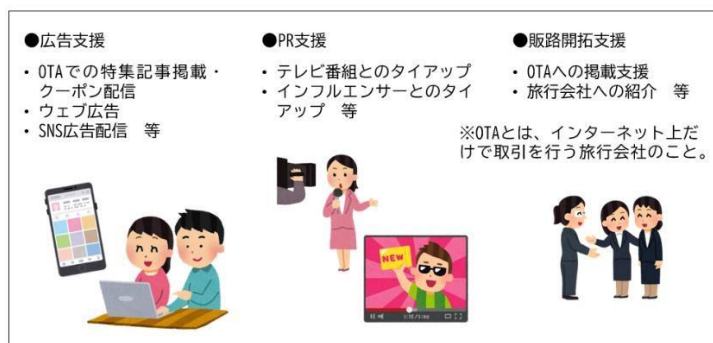 ●広告支援
・ OTAでの特集記事掲載・
クーポン配信
・ ウェブ広告
・ SNS広告配信　等
●PR支援
・ テレビ番組とのタイアップ
・ インフルエンサーとのタイ
アップ　等
●販路開拓支援
・ OTAへの掲載支援
・ 旅行会社への紹介　等
※OTAとは、インターネット上だ
けで取引を行う旅行会社のこと。
NEW